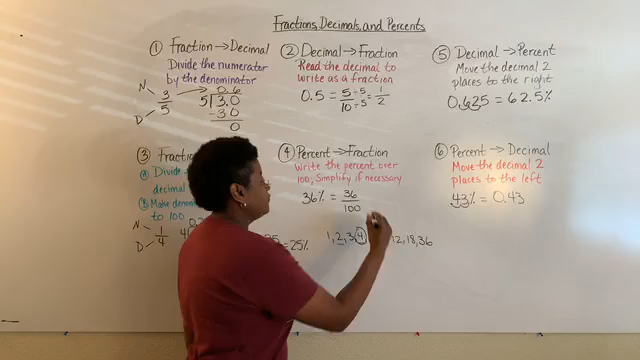 Fractions, Decimals, and Percents
① Fraction → Decimal
Divide the numerator
by the denominator
N
D
3/5
0.6
5) 3.0
-30
0
② Decimal → Fraction
Read the decimal to
write as a fraction
0.5 = 5÷5/10÷5 = 1/2
⑤ Decimal → Percent
Move the decimal 2
places to the right
0.625 = 62.5%
③ Fractio
ⓐ Divide
decimal
ⓑ Make
to 100
N
D
1/4
= 25%
④ Percent → Fraction
Write the percent over
100, Simplify if necessary
36% = 36/100
1, 2, 3, ④
12, 18, 36
⑥ Percent → Decimal
Move the decimal 2
places to the left
43% = 0.43